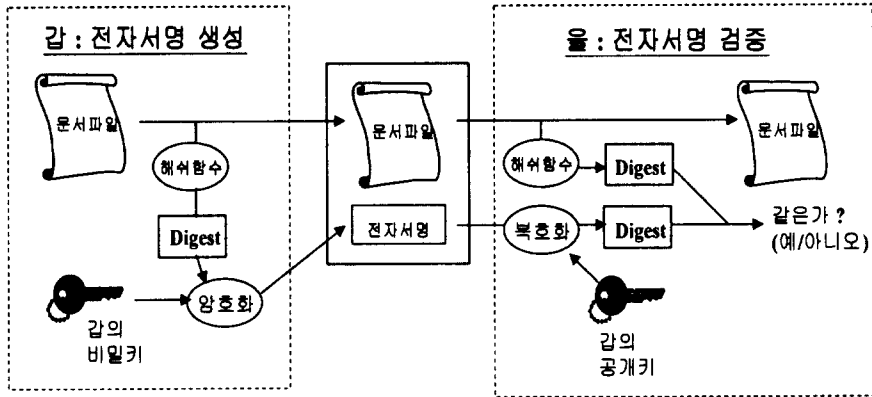 갑 : 전자서명 생성
문서파일
해쉬함수
Digest
암호화
갑의
비밀키
문서파일
전자서명
을 : 전자서명 검증
문서파일
해쉬함수
Digest
복호화
Digest
같은가 ?
(예/아니오)
갑의
공개키